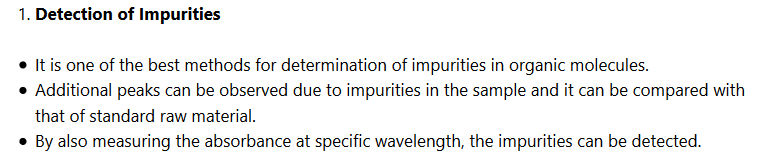 1. Detection of Impurities
● It is one of the best methods for determination of impurities in organic molecules.
● Additional peaks can be observed due to impurities in the sample and it can be compared with
that of standard raw material.
● By also measuring the absorbance at specific wavelength, the impurities can be detected.